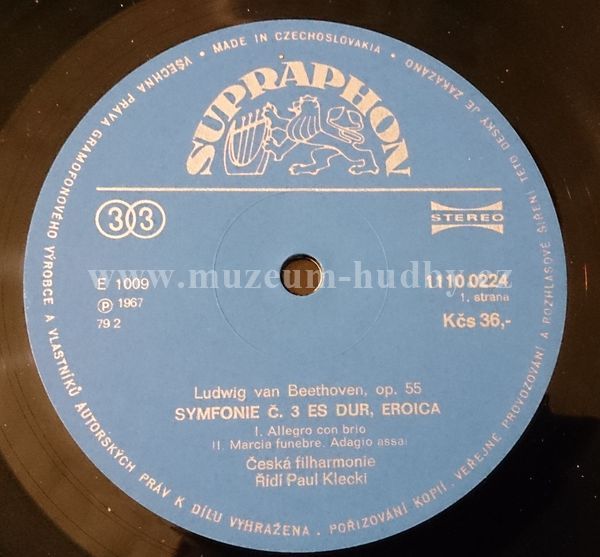 VŠECHNA PRÁVA GRAMOFONOVÉHO VÝROBCE A VLASTNÍKŮ AUTORSKÝCH PRÁV K DÍLU VYHRAŽENA . POŘIZOVÁNÍ KOPIÍ . VEŘEJNÉ PROVOZOVÁNÍ A ROZHLASOVÉ ŠÍŘENÍ TÉTO DESKY JE ZAKÁZÁNO
• MADE IN CZECHOSLOVAKIA •
SUPRAPHON
33
STEREO
www.muzeum-hudby.cz
E / 1009
1 110 0224
℗ 1967
1. strana
79 2
Kčs 36,-
Ludwig van Beethoven, op. 55
SYMFONIE Č. 3 ES DUR, EROICA
I. Allegro con brio
II. Marcia funebre. Adagio assai
Česká filharmonie
Řídí Paul Klecki